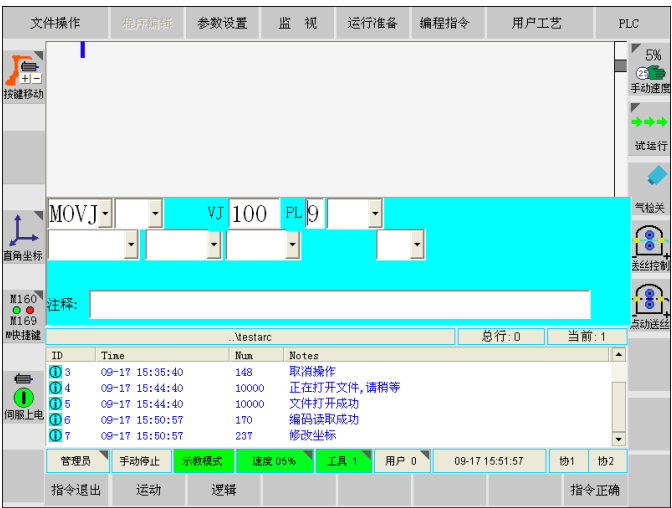 文件操作 程序编辑 参数设置 监 视 运行准备 编程指令 用户工艺 PLC
按键移动
5%
25
手动速度
试运行
气检关
MOVJ VJ 100 PL 9
直角坐标
送丝控制
注释:
M160
M169
M快捷键
点动送丝
..\testarc 总行: 0 当前: 1
ID Time Num Notes
3 09-17 15:35:40 148 取消操作
4 09-17 15:44:40 10000 正在打开文件,请稍等
5 09-17 15:44:40 10000 文件打开成功
6 09-17 15:50:57 170 编码读取成功
7 09-17 15:50:57 237 修改坐标
伺服上电
管理员 手动停止 示教模式 速度 05% 工具 1 用户 0 09-17 15:51:57 协1 协2
指令退出 运动 逻辑 指令正确